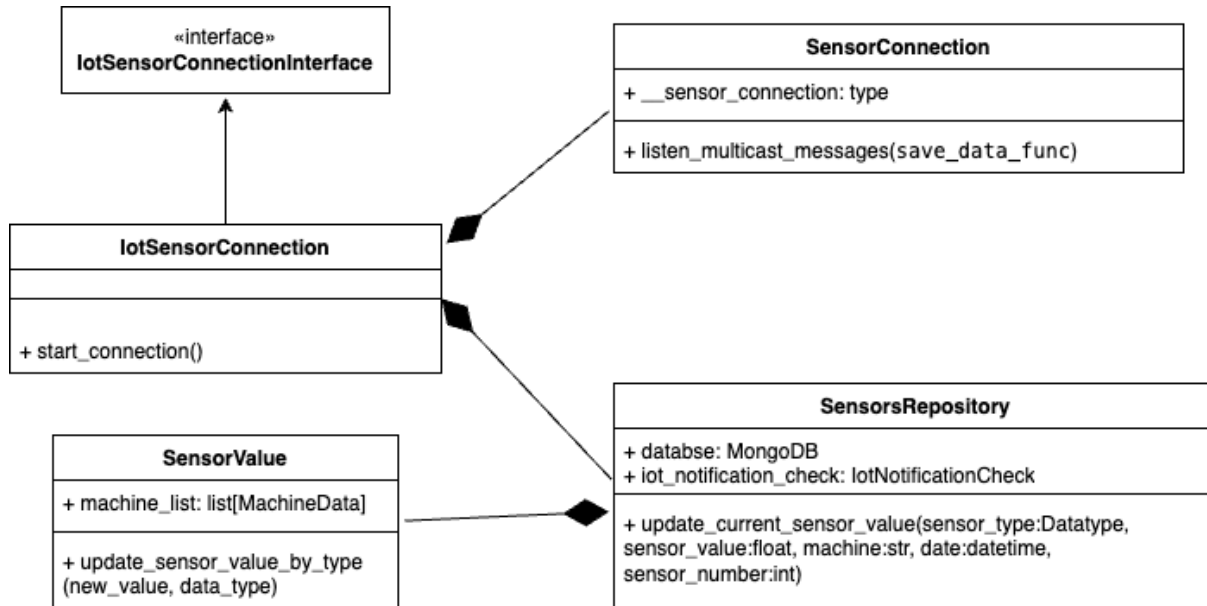 «interface»
IotSensorConnectionInterface
SensorConnection
+ __sensor_connection: type
+ listen_multicast_messages(save_data_func)
IotSensorConnection
+ start_connection()
SensorsRepository
+ databse: MongoDB
+ iot_notification_check: IotNotificationCheck
+ update_current_sensor_value(sensor_type:Datatype,
sensor_value:float, machine:str, date:datetime,
sensor_number:int)
SensorValue
+ machine_list: list[MachineData]
+ update_sensor_value_by_type
(new_value, data_type)